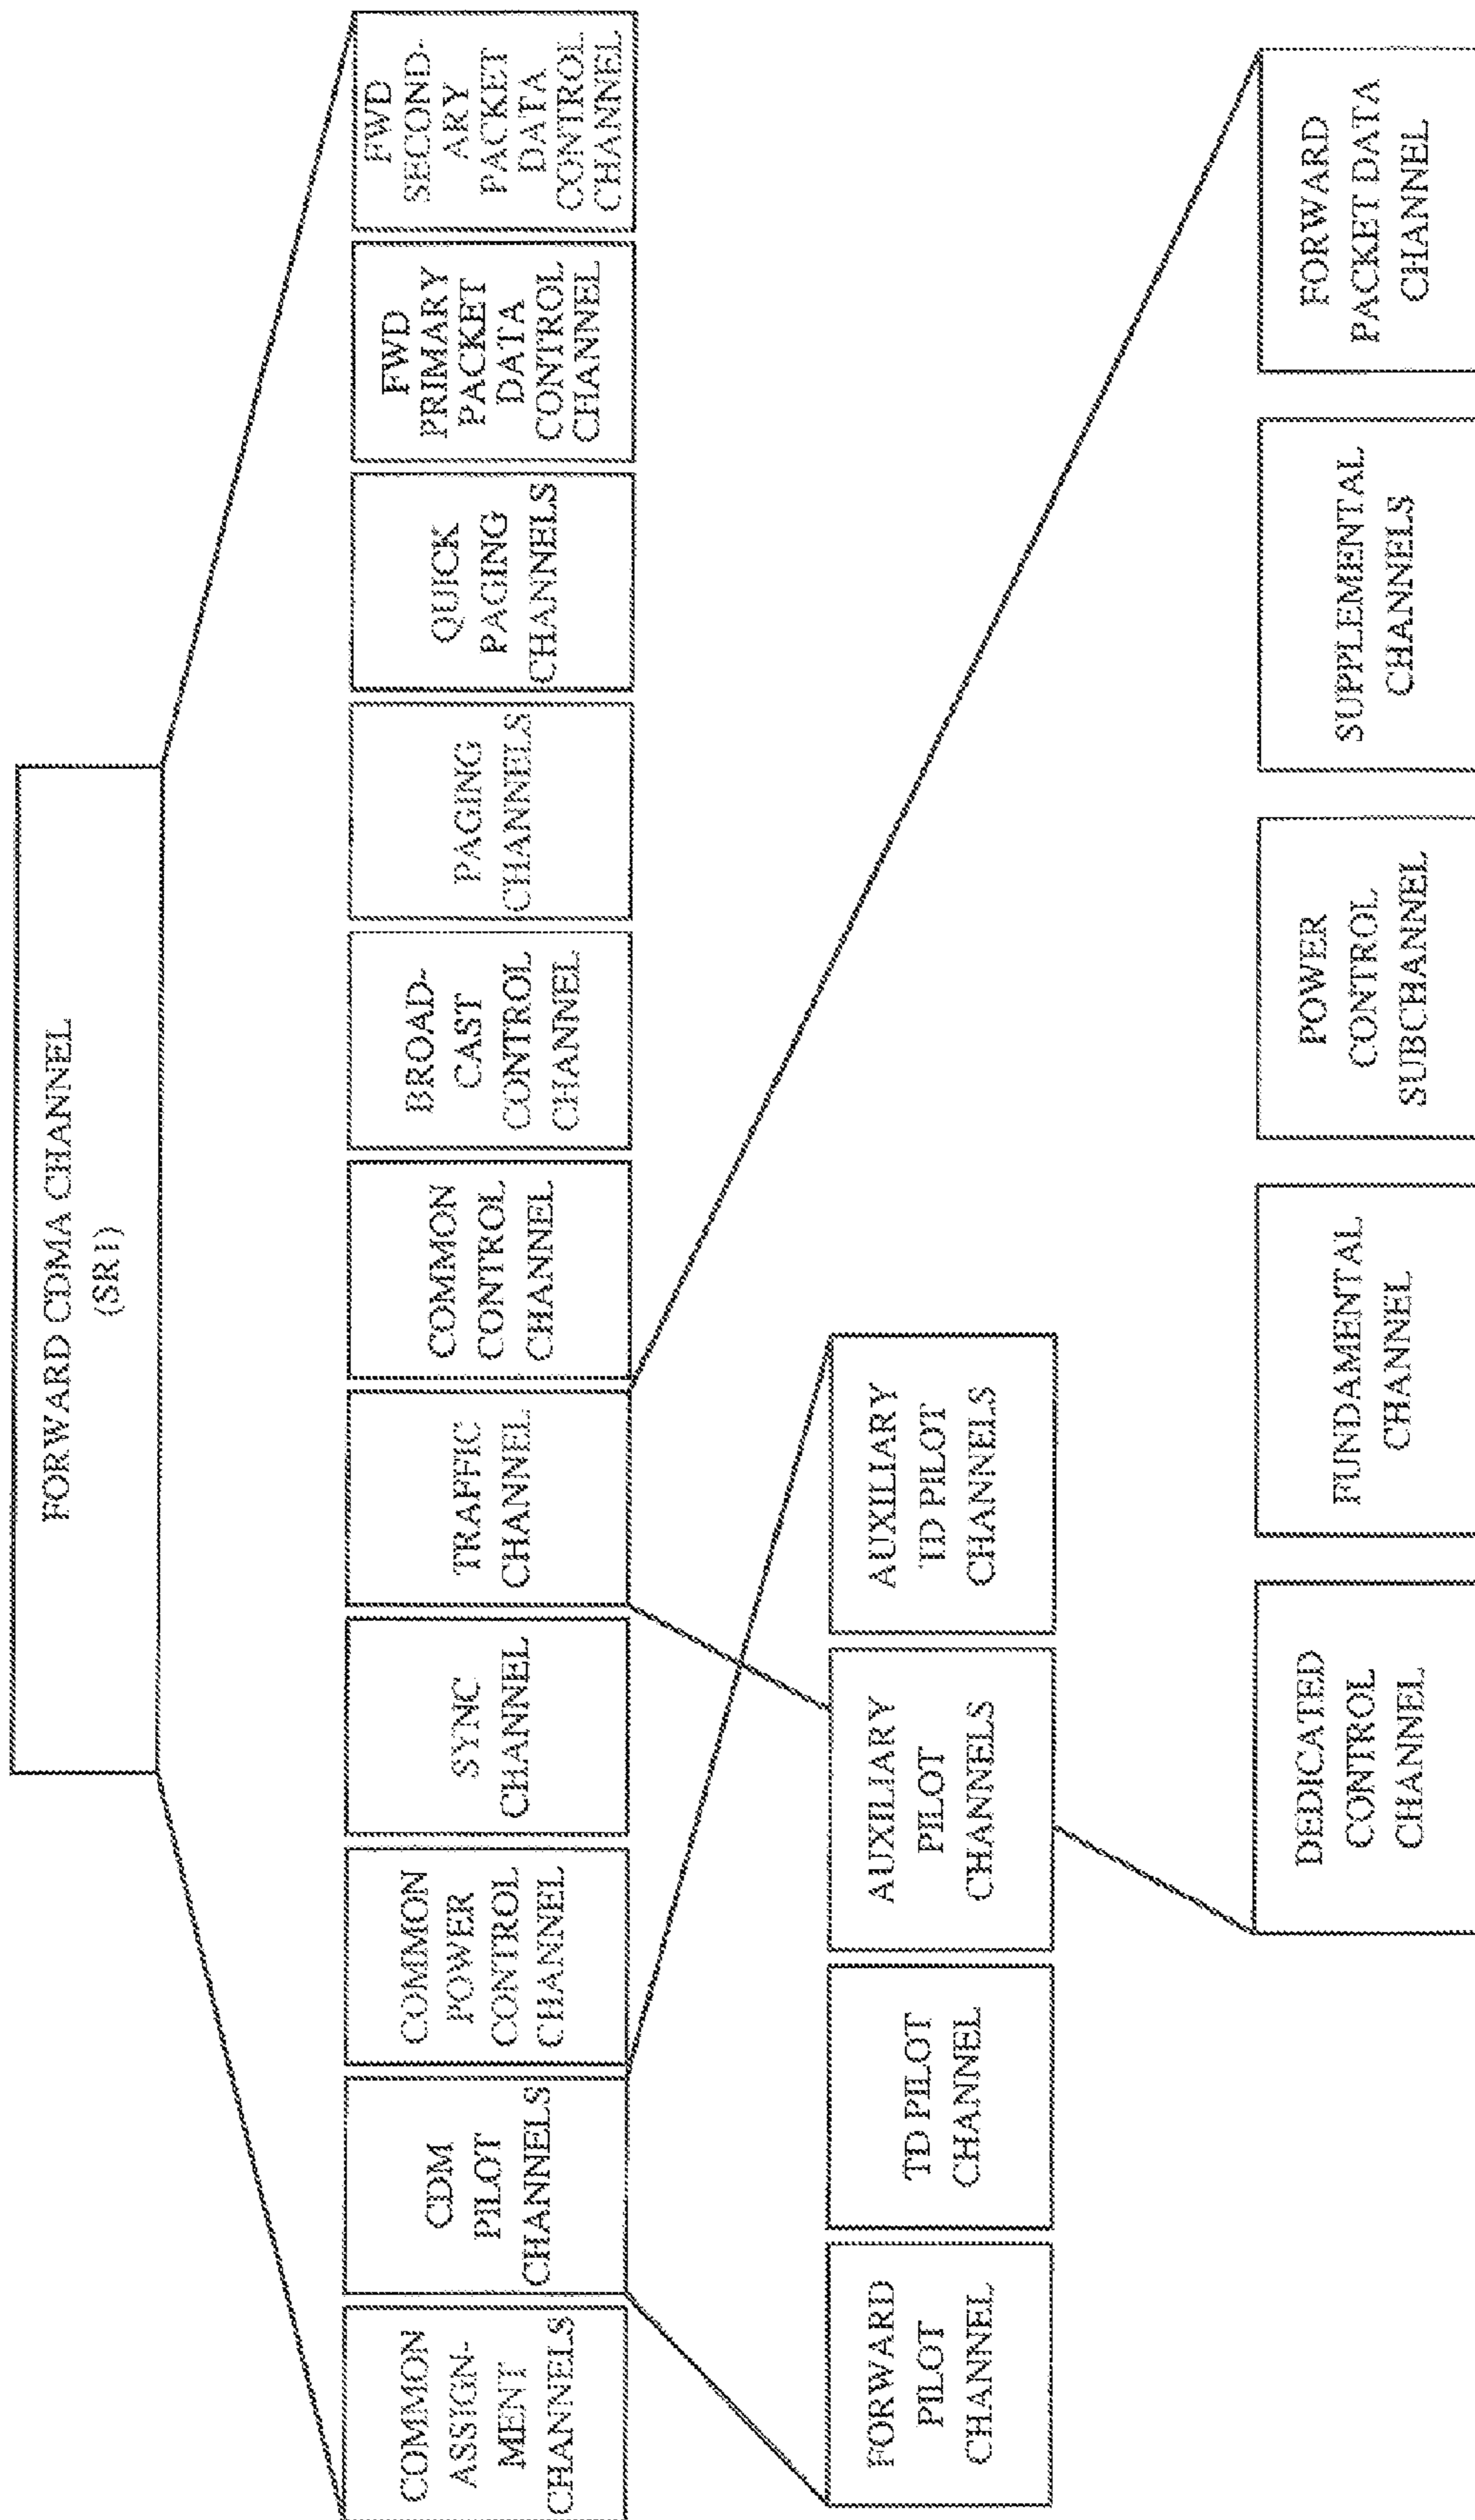 FORWARD CDMA CHANNEL
(SR1)
COMMON
ASSIGN-
MENT
CHANNELS
CDM
PILOT
CHANNELS
COMMON
POWER
CONTROL
CHANNEL
SYNC
CHANNEL
TRAFFIC
CHANNEL
COMMON
CONTROL
CHANNEL
BROAD-
CAST
CONTROL
CHANNEL
PAGING
CHANNELS
QUICK
PAGING
CHANNELS
FWD
PRIMARY
PACKET
DATA
CONTROL
CHANNEL
FWD
SECOND-
ARY
PACKET
DATA
CONTROL
CHANNEL
FORWARD
PILOT
CHANNEL
TD PILOT
CHANNEL
AUXILIARY
PILOT
CHANNELS
AUXILIARY
TD PILOT
CHANNELS
DEDICATED
CONTROL
CHANNEL
FUNDAMENTAL
CHANNEL
POWER
CONTROL
SUBCHANNEL
SUPPLEMENTAL
CHANNELS
FORWARD
PACKET DATA
CHANNEL